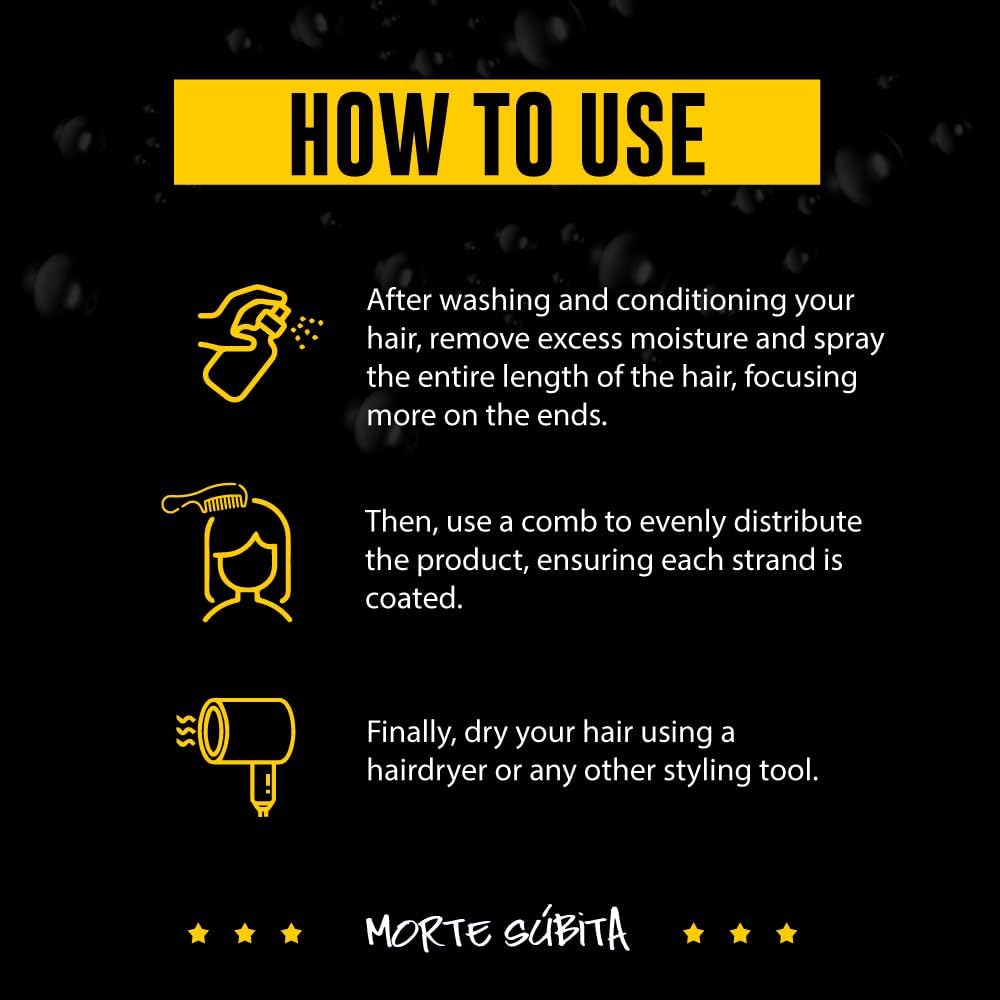 HOW TO USE
After washing and conditioning your
hair, remove excess moisture and spray
the entire length of the hair, focusing
more on the ends.
Then, use a comb to evenly distribute
the product, ensuring each strand is
coated.
Finally, dry your hair using a
hairdryer or any other styling tool.
MORTE SÚBITA